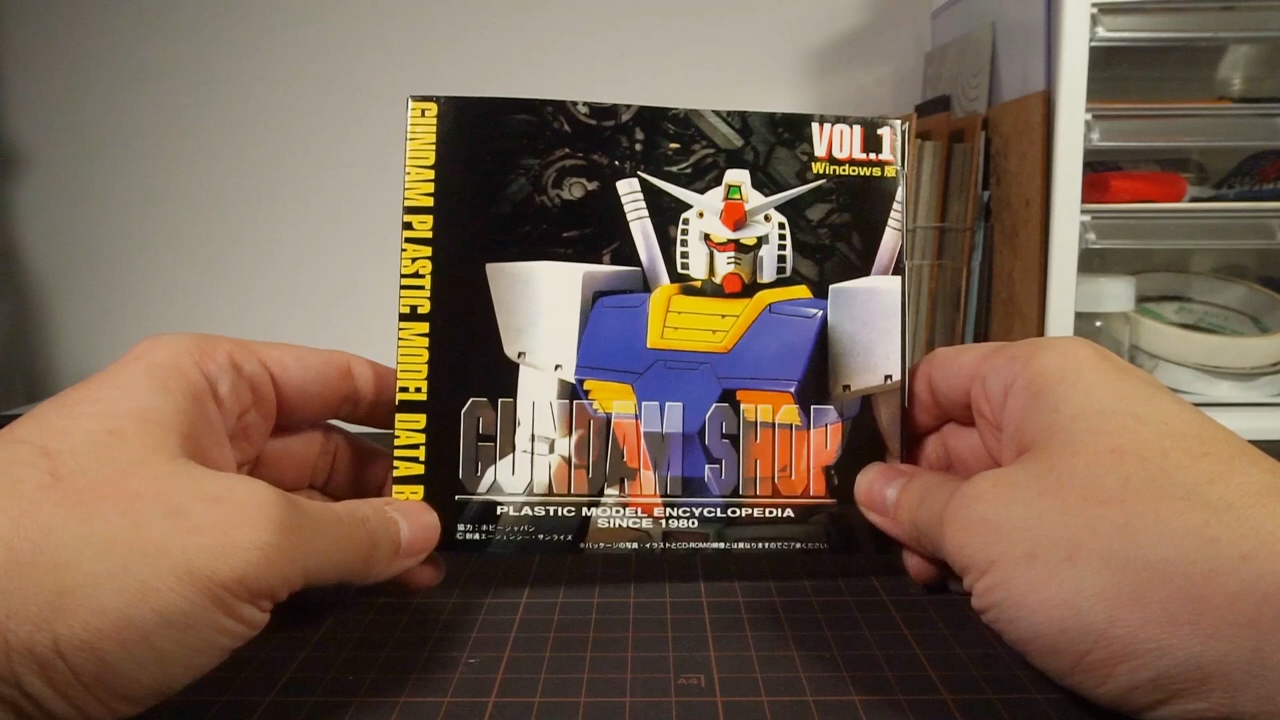 GUNDAM PLASTIC MODEL DATA B
VOL.1
Windows版
GUNDAM SHOP
PLASTIC MODEL ENCYCLOPEDIA
SINCE 1980
協力:ホビージャパン
©創通エージェンシー・サンライズ
※パッケージの写真・イラストとCD-ROMの映像とは異なりますのでご了承ください。
A4